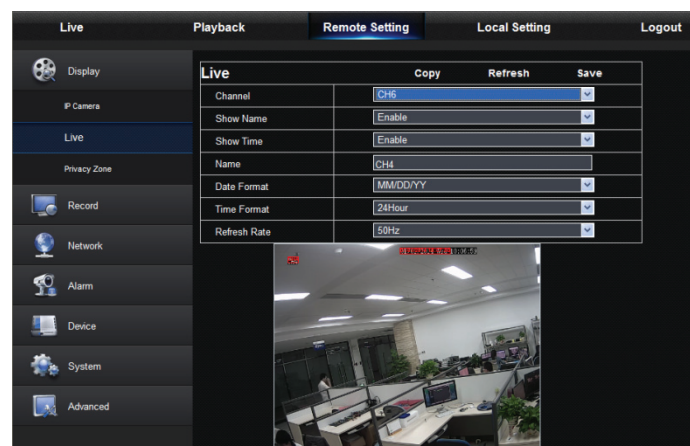 Live Playback Remote Setting Local Setting Logout
Display
IP Camera
Live
Privacy Zone
Record
Network
Alarm
Device
System
Advanced
Live Copy Refresh Save
Channel CH6
Show Name Enable
Show Time Enable
Name CH4
Date Format MM/DD/YY
Time Format 24Hour
Refresh Rate 50Hz